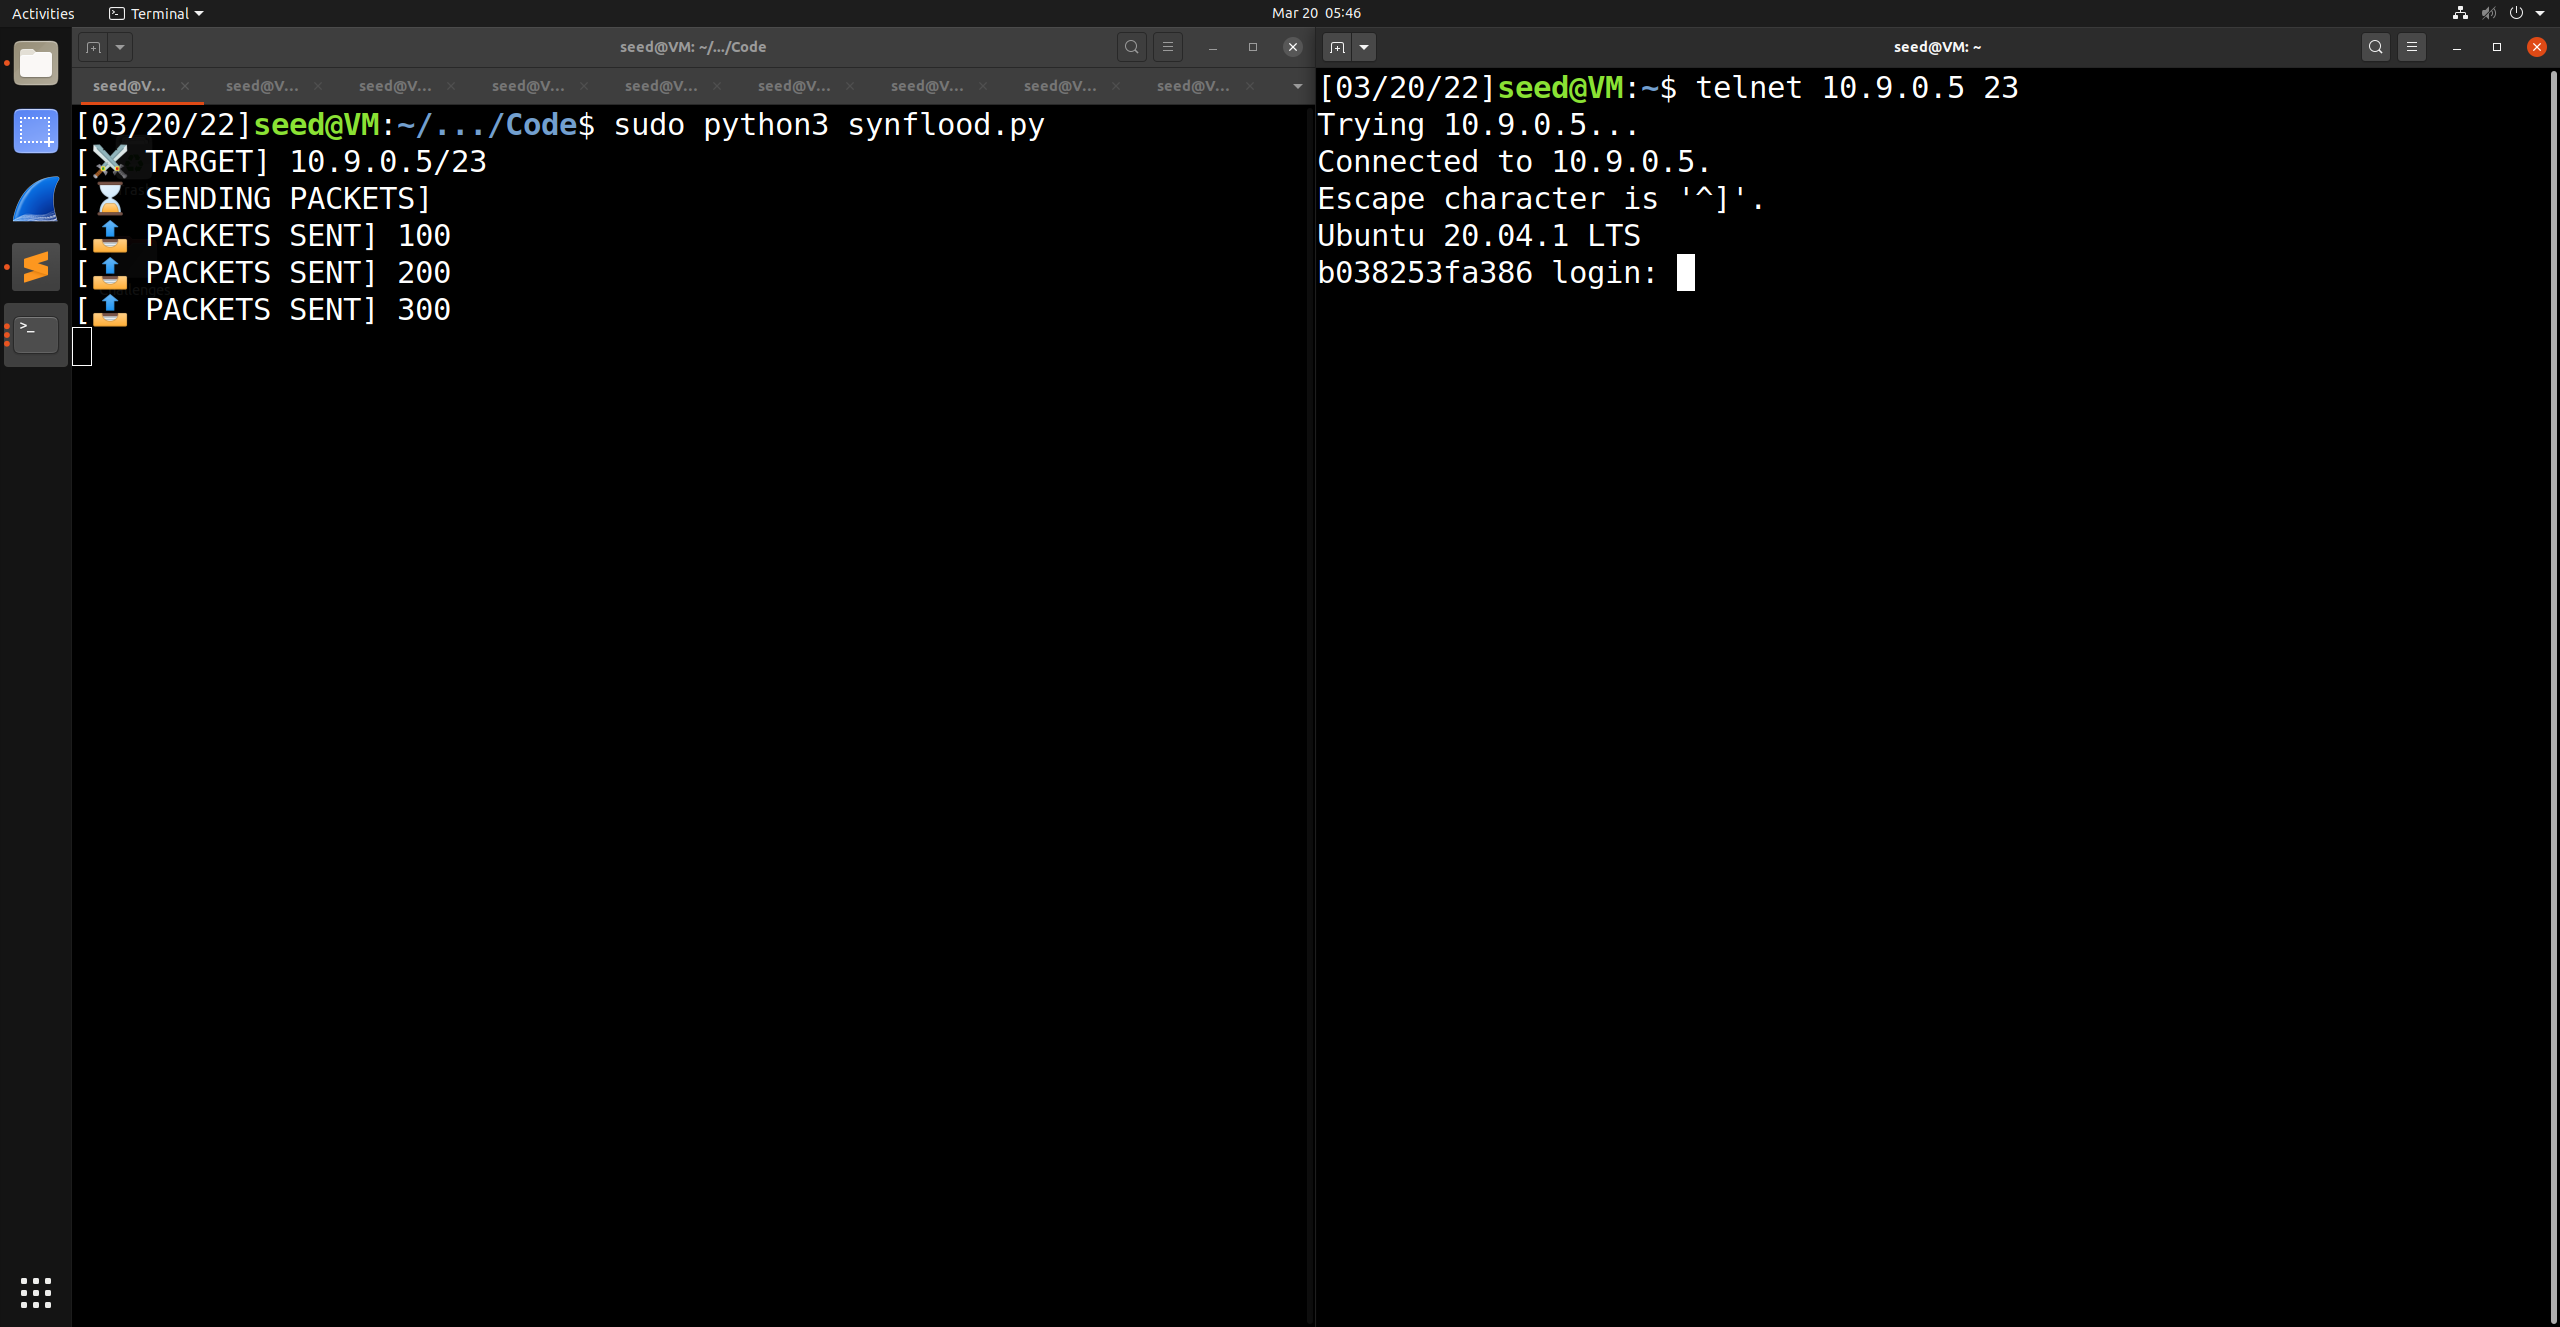 Activities
Terminal
Mar 20 05:46
seed@VM: ~/.../Code
seed@V... seed@V... seed@V... seed@V... seed@V... seed@V... seed@V... seed@V... seed@V...
[03/20/22]seed@VM:~/.../Code$ sudo python3 synflood.py
[⚔️ TARGET] 10.9.0.5/23
[⌛ SENDING PACKETS]
[📤 PACKETS SENT] 100
[📤 PACKETS SENT] 200
[📤 PACKETS SENT] 300
seed@VM: ~
[03/20/22]seed@VM:~$ telnet 10.9.0.5 23
Trying 10.9.0.5...
Connected to 10.9.0.5.
Escape character is '^]'.
Ubuntu 20.04.1 LTS
b038253fa386 login: